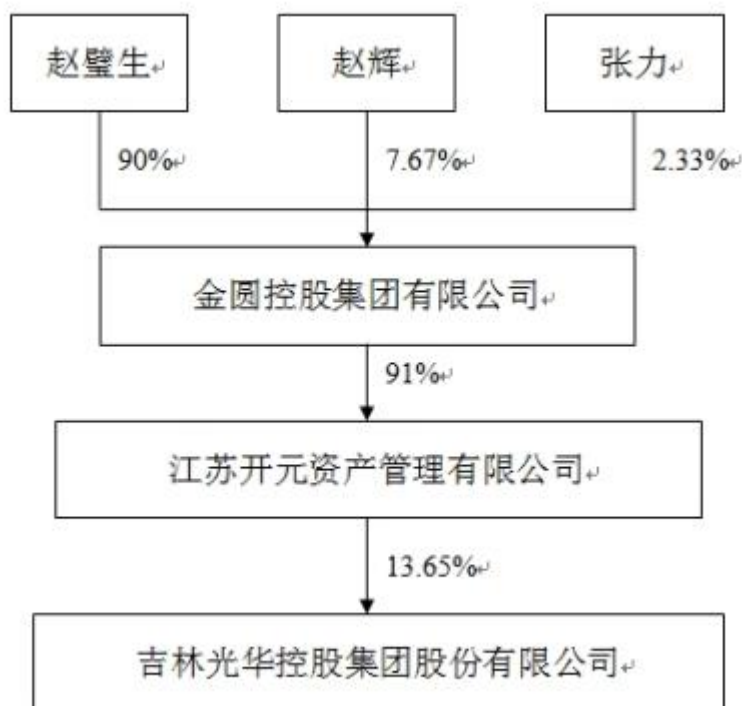 赵璧生 赵辉 张力
90% 7.67% 2.33%
金圆控股集团有限公司
91%
江苏开元资产管理有限公司
13.65%
吉林光华控股集团股份有限公司